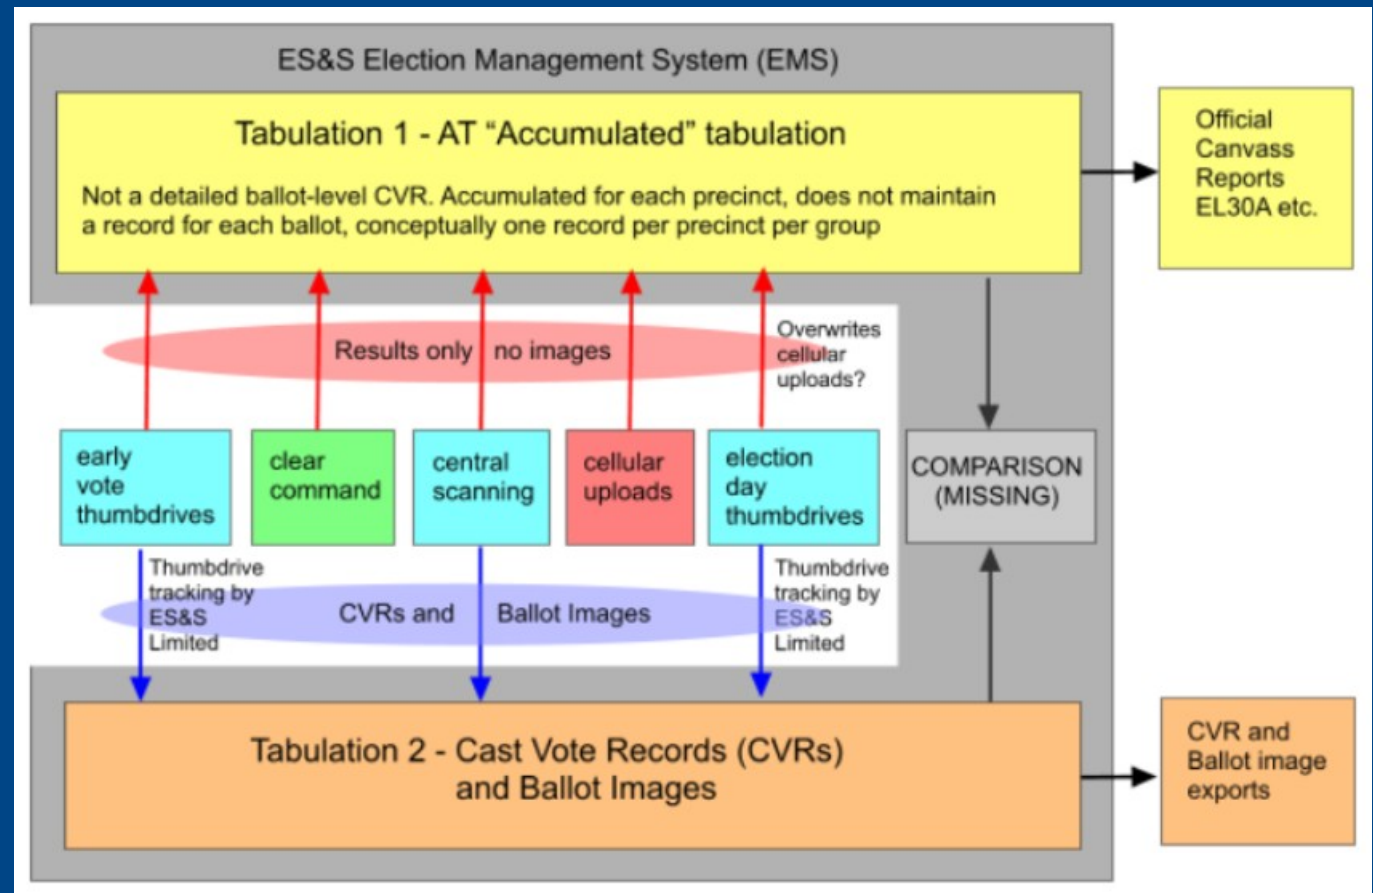 ES&S Election Management System (EMS)
Tabulation 1 - AT “Accumulated” tabulation
Not a detailed ballot-level CVR. Accumulated for each precinct, does not maintain
a record for each ballot, conceptually one record per precinct per group
Official
Canvass
Reports
EL30A etc.
Results only no images
Overwrites
cellular
uploads?
early
vote
thumbdrives
clear
command
central
scanning
cellular
uploads
election
day
thumbdrives
COMPARISON
(MISSING)
Thumbdrive
tracking by
ES&S
Limited
CVRs and Ballot Images
Thumbdrive
tracking by
ES&S
Limited
Tabulation 2 - Cast Vote Records (CVRs)
and Ballot Images
CVR and
Ballot image
exports